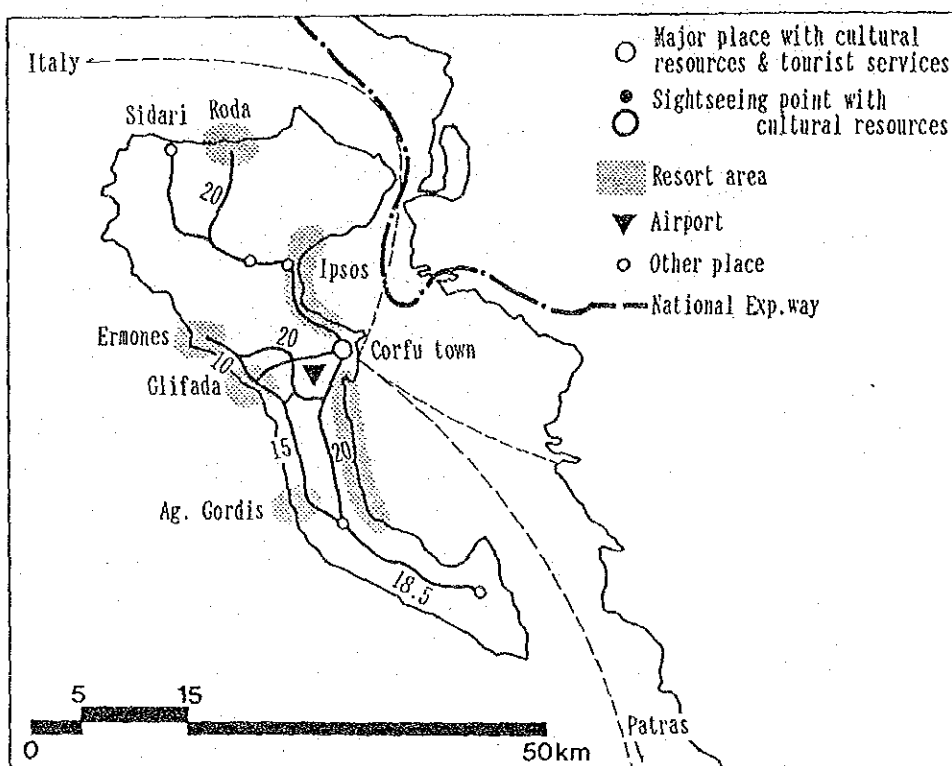 Italy
Sidari
Roda
20
Ipsos
Ermones
20
10
Glifada
Corfu town
15
20
Ag. Gordis
18.5
Patras
Major place with cultural
resources & tourist services
Sightseeing point with
cultural resources
Resort area
Airport
Other place
National Exp.way
5
15
0
50km